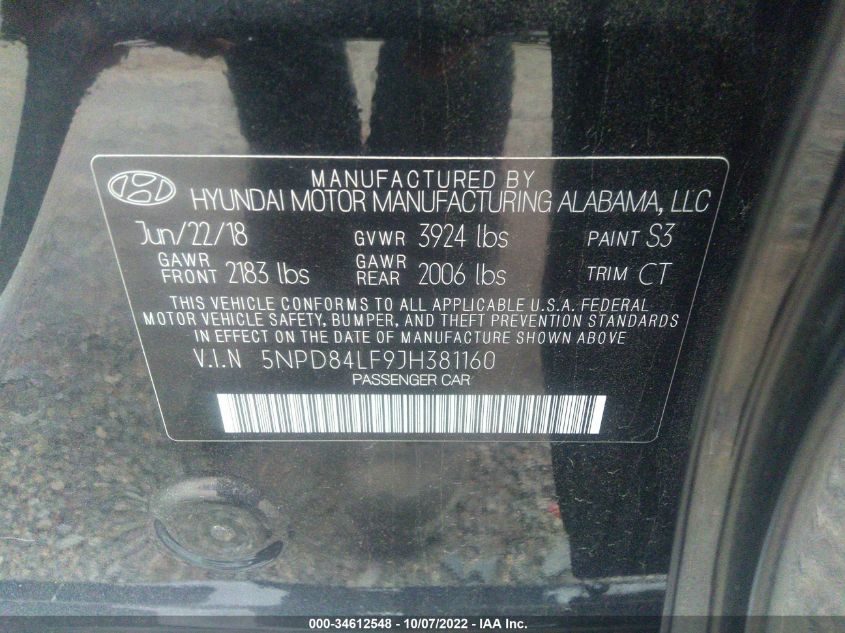 MANUFACTURED BY
HYUNDAI MOTOR MANUFACTURING ALABAMA, LLC
Jun/22/18 GVWR 3924 lbs PAINT S3
GAWR FRONT 2183 lbs GAWR REAR 2006 lbs TRIM CT
THIS VEHICLE CONFORMS TO ALL APPLICABLE U.S.A. FEDERAL
MOTOR VEHICLE SAFETY, BUMPER, AND THEFT PREVENTION STANDARDS
IN EFFECT ON THE DATE OF MANUFACTURE SHOWN ABOVE
V.I.N 5NPD84LF9JH381160
PASSENGER CAR
000-34612548 - 10/07/2022 - IAA Inc.